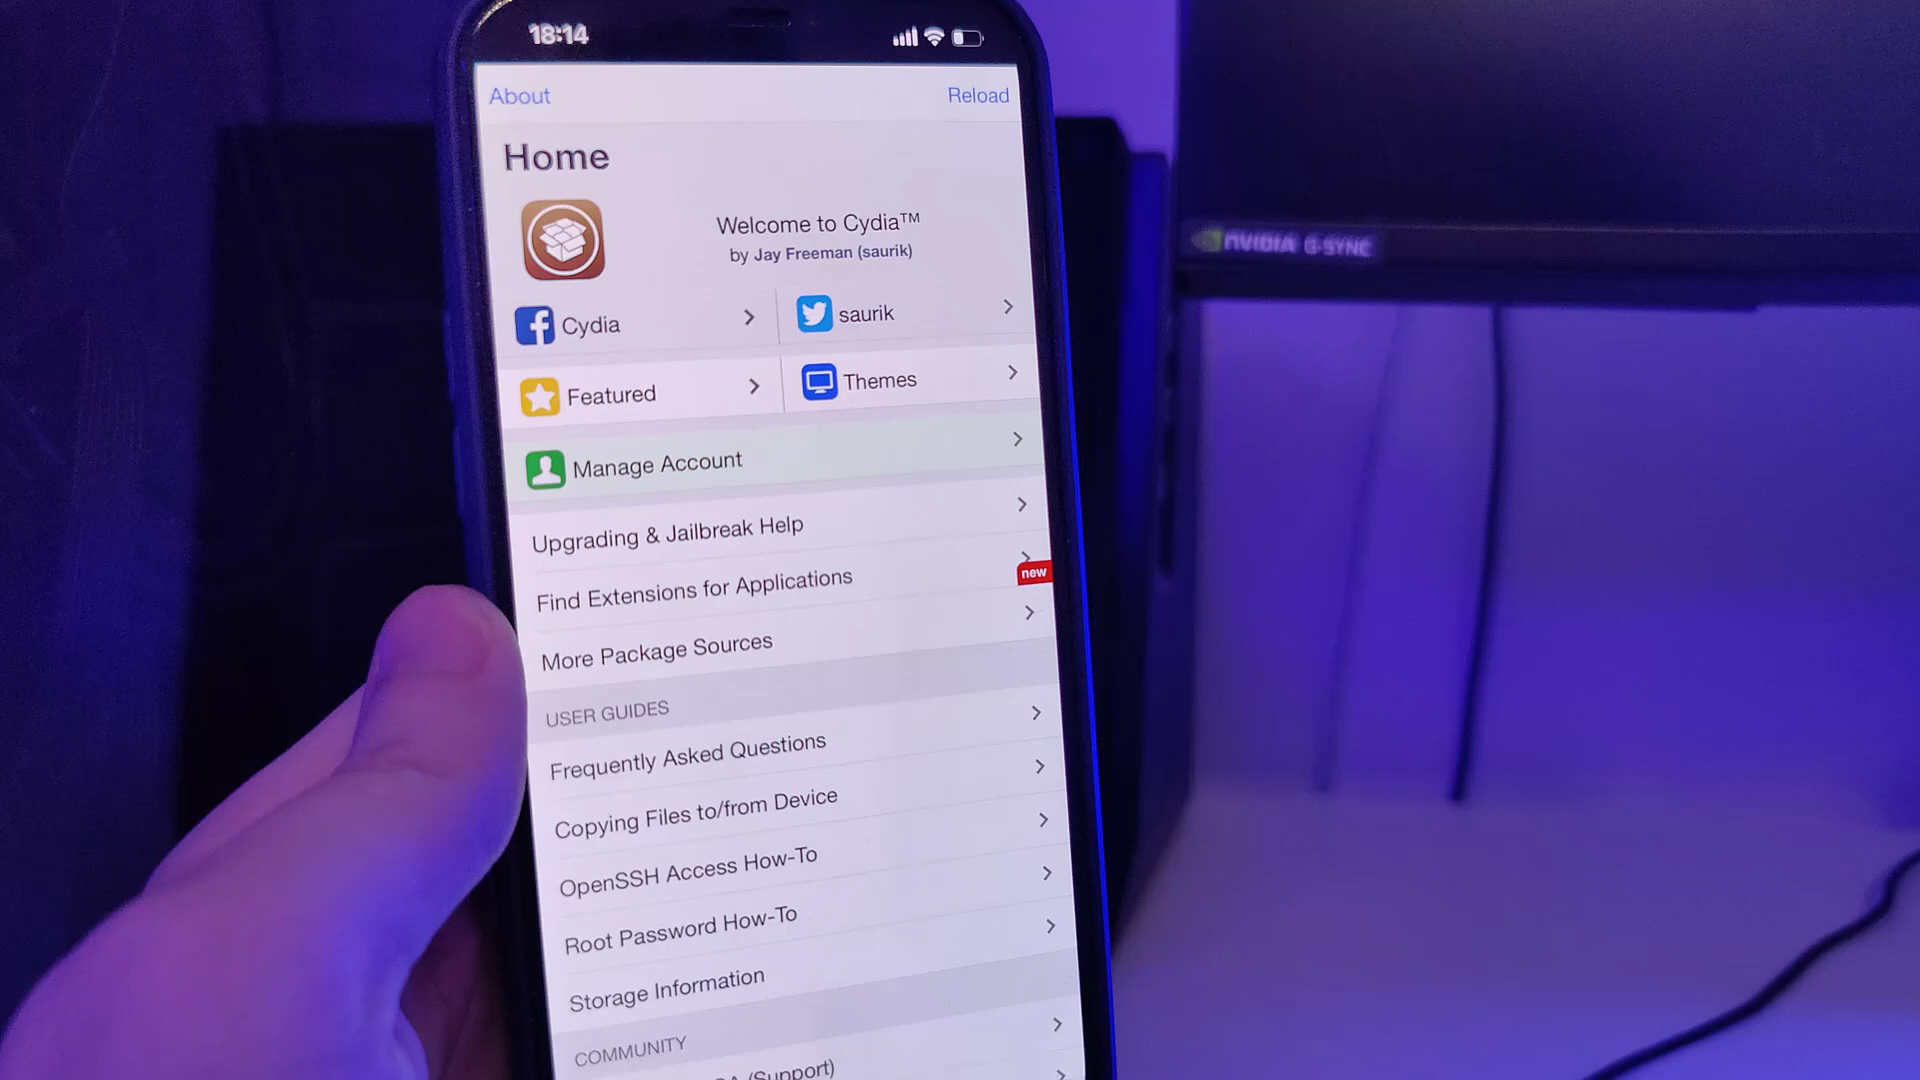 18:14
About
Reload
Home
Welcome to Cydia™
by Jay Freeman (saurik)
Cydia
saurik
Featured
Themes
Manage Account
Upgrading & Jailbreak Help
Find Extensions for Applications
new
More Package Sources
USER GUIDES
Frequently Asked Questions
Copying Files to/from Device
OpenSSH Access How-To
Root Password How-To
Storage Information
COMMUNITY
(Support)
NVIDIA G-SYNC